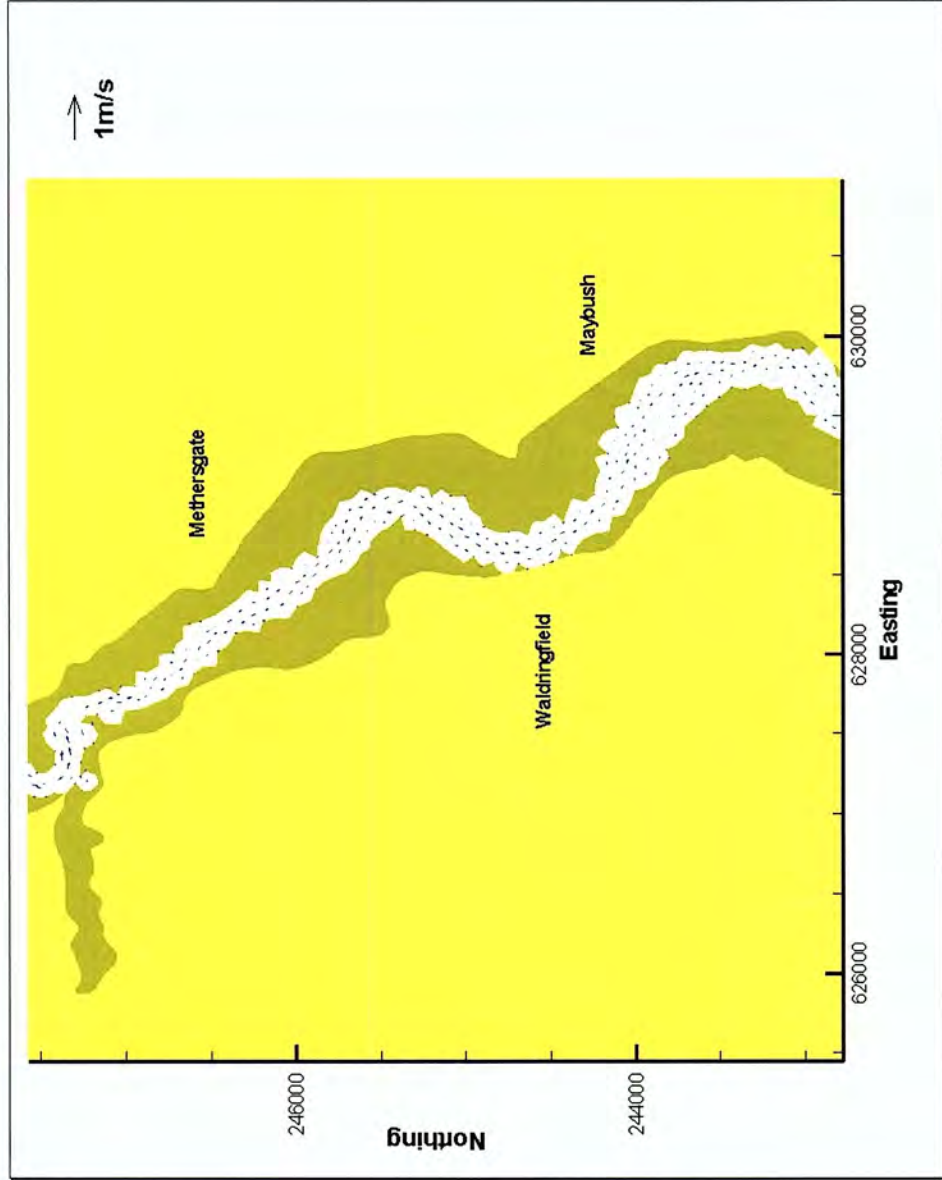 1m/s
Methersgate
Maybush
Waldringfield
Northing
246000
244000
626000
628000
630000
Easting